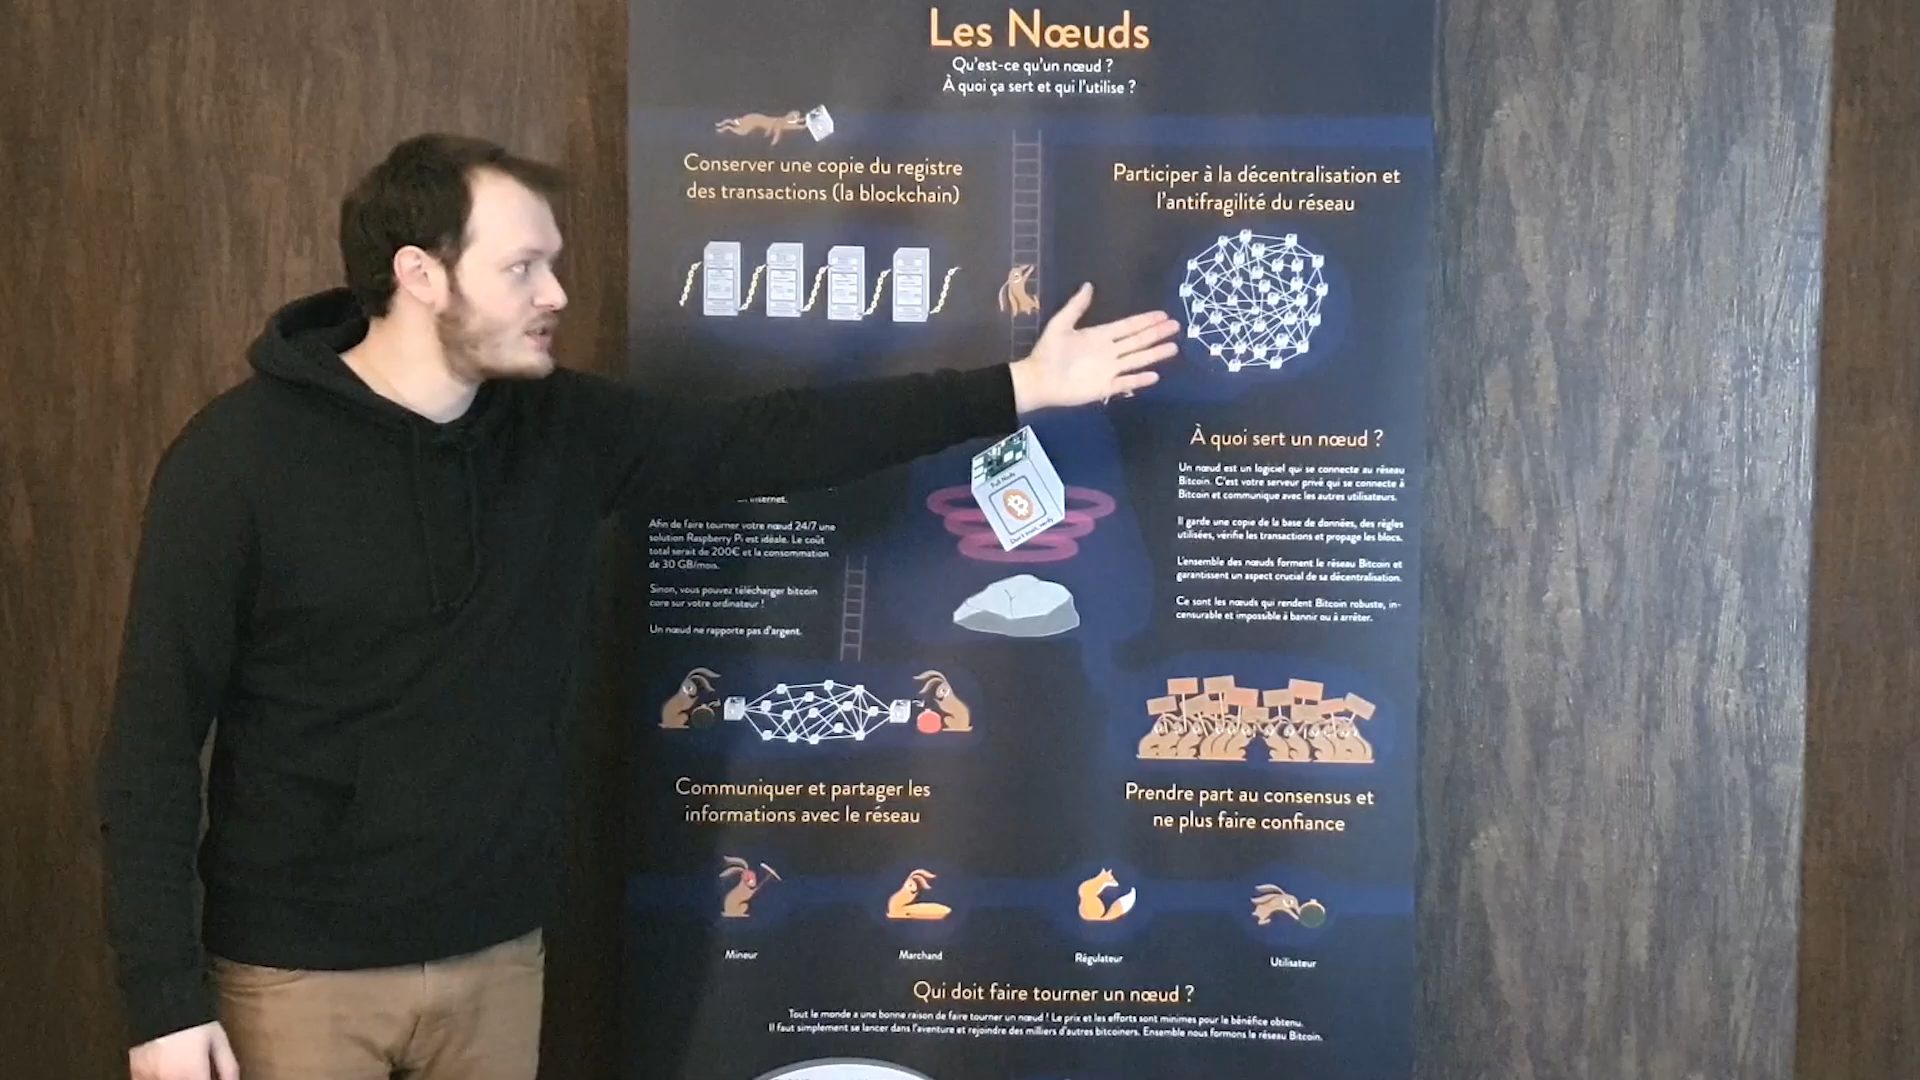 Les Nœuds
Qu'est-ce qu'un nœud ?
À quoi ça sert et qui l'utilise ?
Conserver une copie du registre
des transactions (la blockchain)
Participer à la décentralisation et
l'antifragilité du réseau
internet.
Afin de faire tourner votre nœud 24/7 une
solution Raspberry Pi est idéale. Le coût
total serait de 200€ et la consommation
de 30 GB/mois.
Sinon, vous pouvez télécharger bitcoin
core sur votre ordinateur !
Un nœud ne rapporte pas d'argent.
Full Node
Don't trust, verify
À quoi sert un nœud ?
Un nœud est un logiciel qui se connecte au réseau
Bitcoin. C'est votre serveur privé qui se connecte à
Bitcoin et communique avec les autres utilisateurs.
Il garde une copie de la base de données, des règles
utilisées, vérifie les transactions et propage les blocs.
L'ensemble des nœuds forment le réseau Bitcoin et
garantissent un aspect crucial de sa décentralisation.
Ce sont les nœuds qui rendent Bitcoin robuste, in-
censurable et impossible à bannir ou à arrêter.
Communiquer et partager les
informations avec le réseau
Prendre part au consensus et
ne plus faire confiance
Mineur
Marchand
Régulateur
Utilisateur
Qui doit faire tourner un nœud ?
Tout le monde a une bonne raison de faire tourner un nœud ! Le prix et les efforts sont minimes pour le bénéfice obtenu.
Il faut simplement se lancer dans l'aventure et rejoindre des milliers d'autres bitcoiners. Ensemble nous formons le réseau Bitcoin.